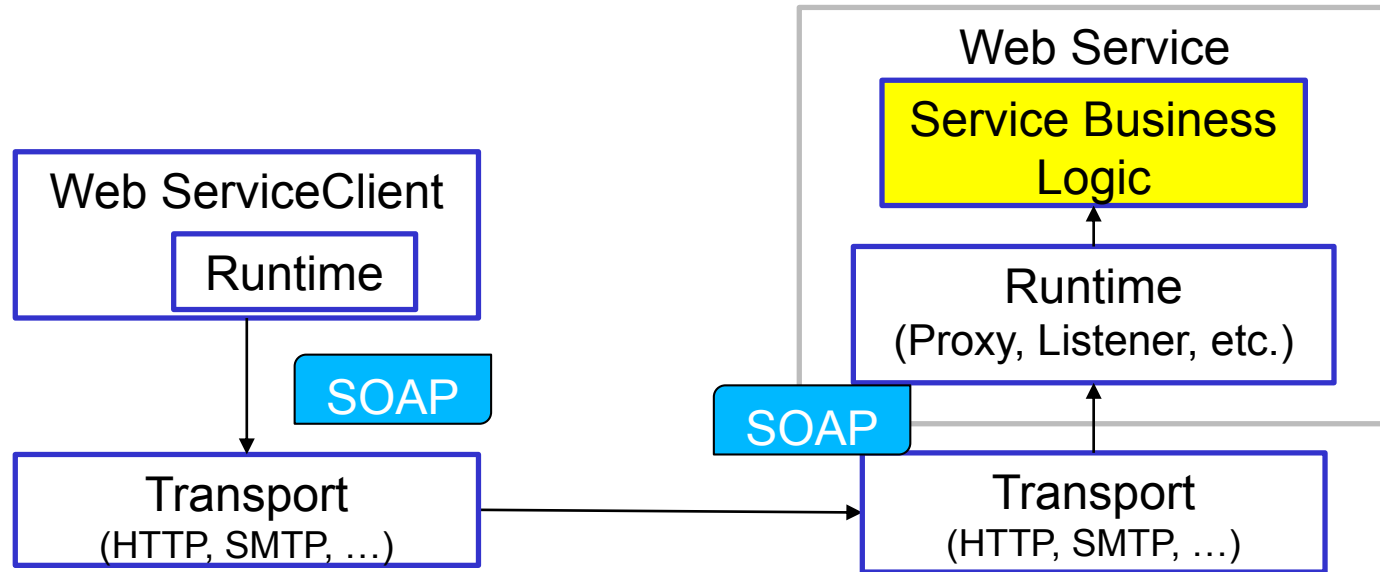 Web ServiceClient
Runtime
SOAP
Transport
(HTTP, SMTP, …)
Web Service
Service Business
Logic
Runtime
(Proxy, Listener, etc.)
SOAP
Transport
(HTTP, SMTP, …)